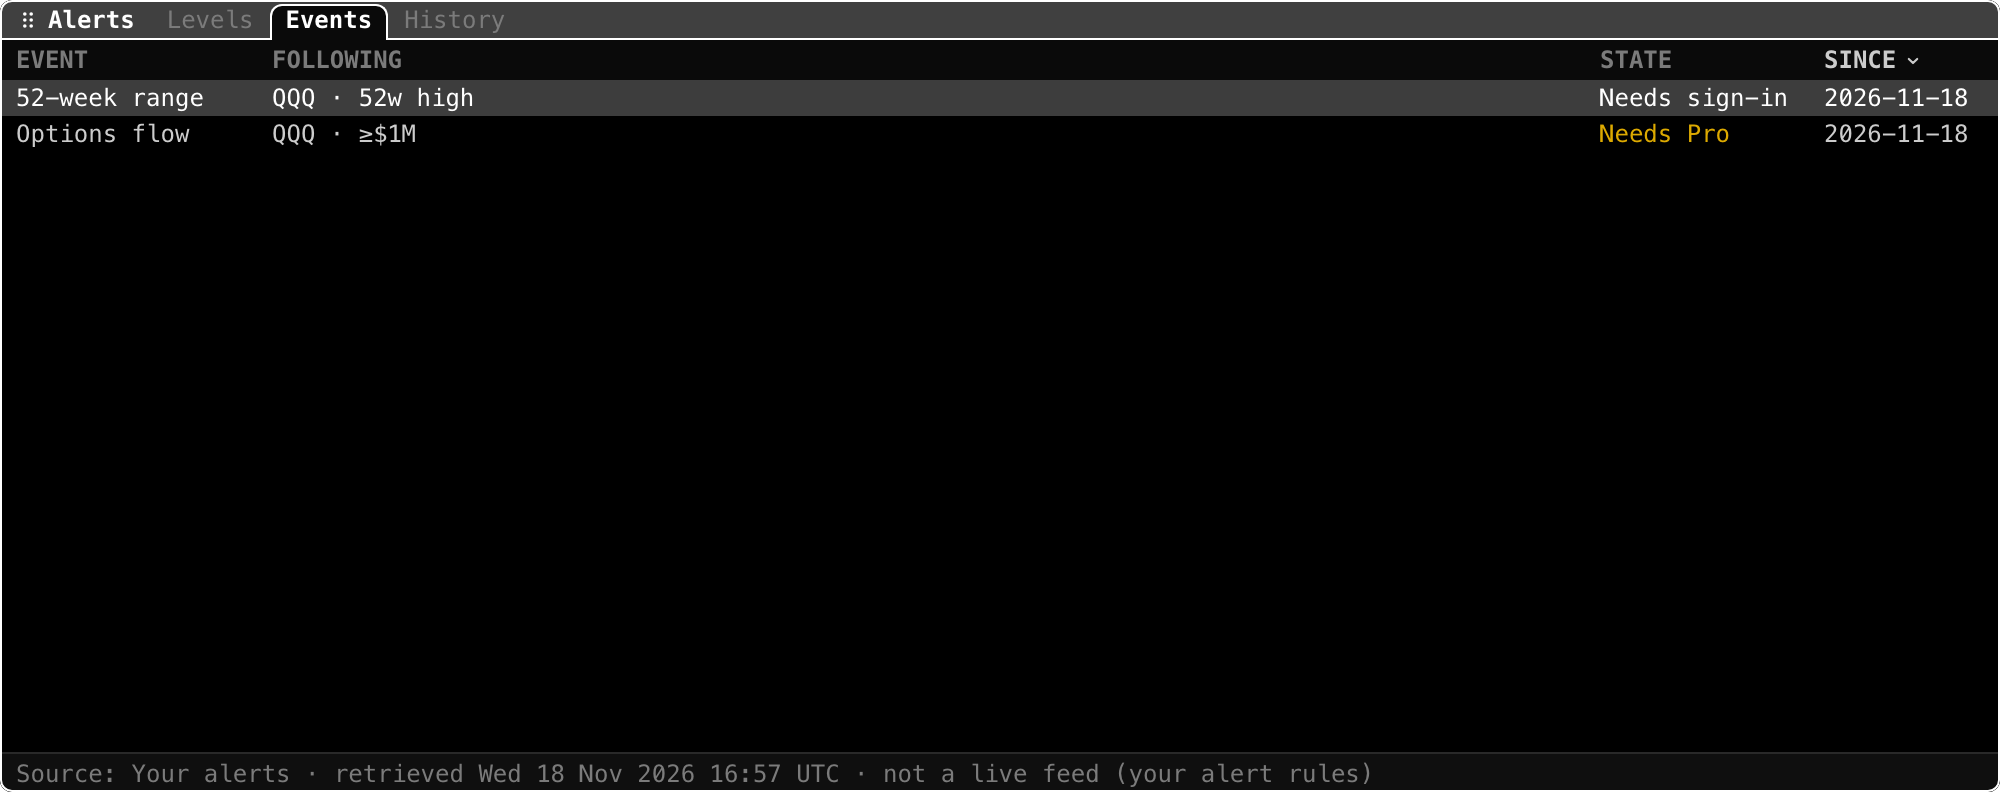 Alerts Levels Events History
EVENT FOLLOWING STATE SINCE
52-week range QQQ · 52w high Needs sign-in 2026-11-18
Options flow QQQ · ≥$1M Needs Pro 2026-11-18
Source: Your alerts · retrieved Wed 18 Nov 2026 16:57 UTC · not a live feed (your alert rules)